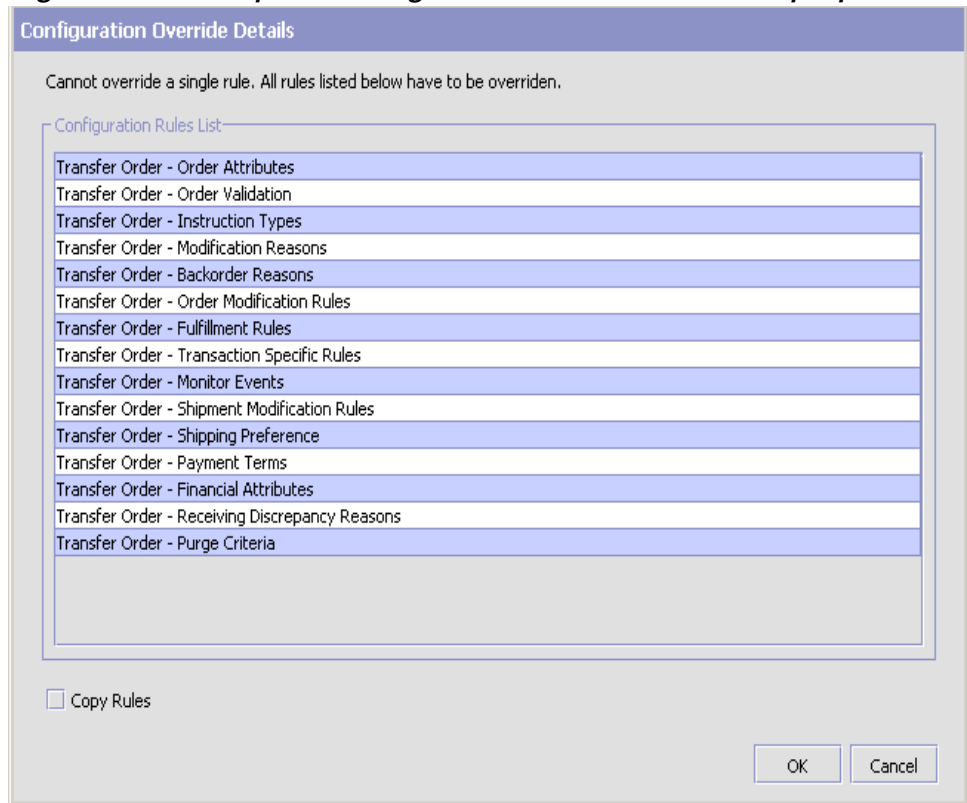 Configuration Override Details
Cannot override a single rule. All rules listed below have to be overriden.
Configuration Rules List
Transfer Order - Order Attributes
Transfer Order - Order Validation
Transfer Order - Instruction Types
Transfer Order - Modification Reasons
Transfer Order - Backorder Reasons
Transfer Order - Order Modification Rules
Transfer Order - Fulfillment Rules
Transfer Order - Transaction Specific Rules
Transfer Order - Monitor Events
Transfer Order - Shipment Modification Rules
Transfer Order - Shipping Preference
Transfer Order - Payment Terms
Transfer Order - Financial Attributes
Transfer Order - Receiving Discrepancy Reasons
Transfer Order - Purge Criteria
Copy Rules
OK Cancel